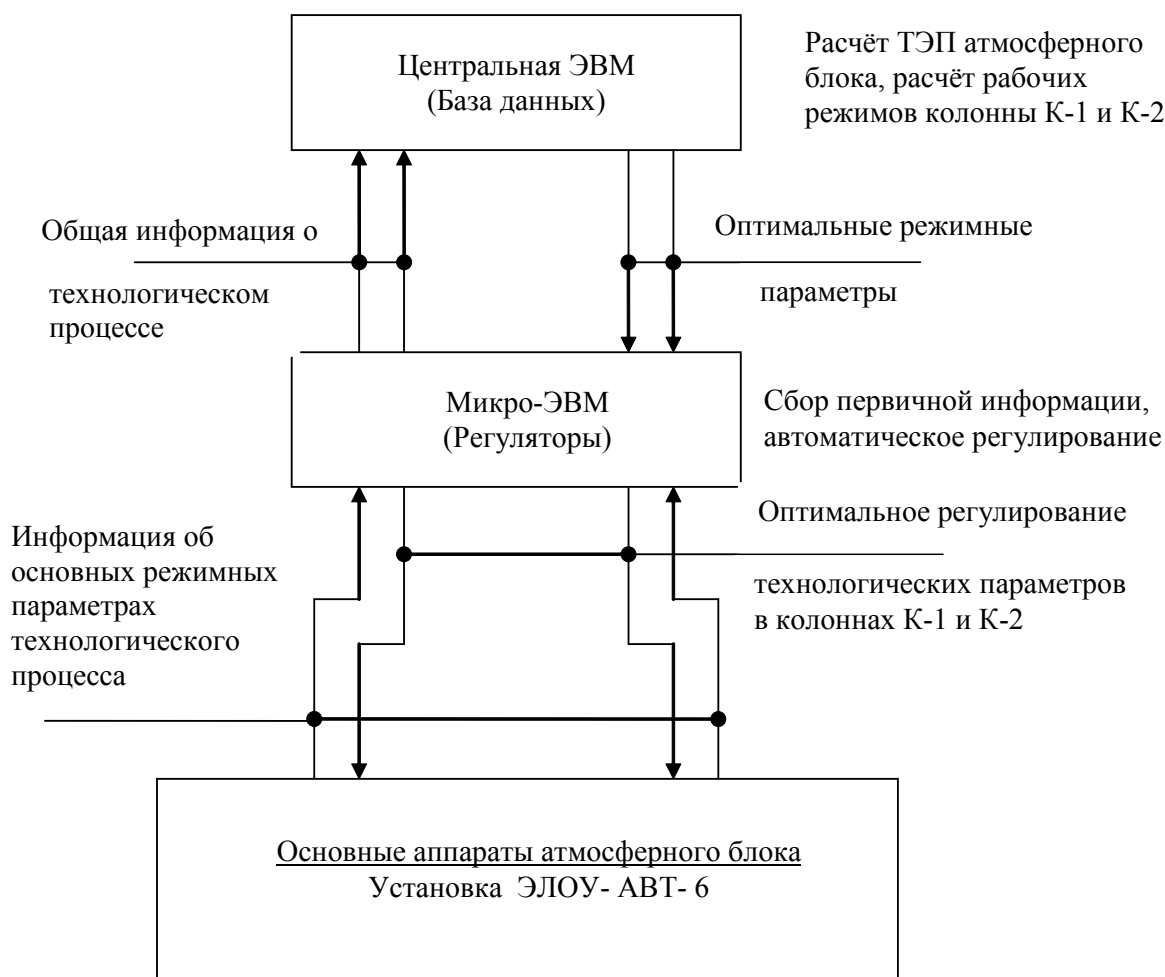 Центральная ЭВМ
(База данных)
Расчёт ТЭП атмосферного
блока, расчёт рабочих
режимов колонны К-1 и К-2
Общая информация о
технологическом
процессе
Оптимальные режимные
параметры
Микро-ЭВМ
(Регуляторы)
Сбор первичной информации,
автоматическое регулирование
Информация об
основных режимных
параметрах
технологического
процесса
Оптимальное регулирование
технологических параметров
в колоннах К-1 и К-2
Основные аппараты атмосферного блока
Установка ЭЛОУ- АВТ- 6